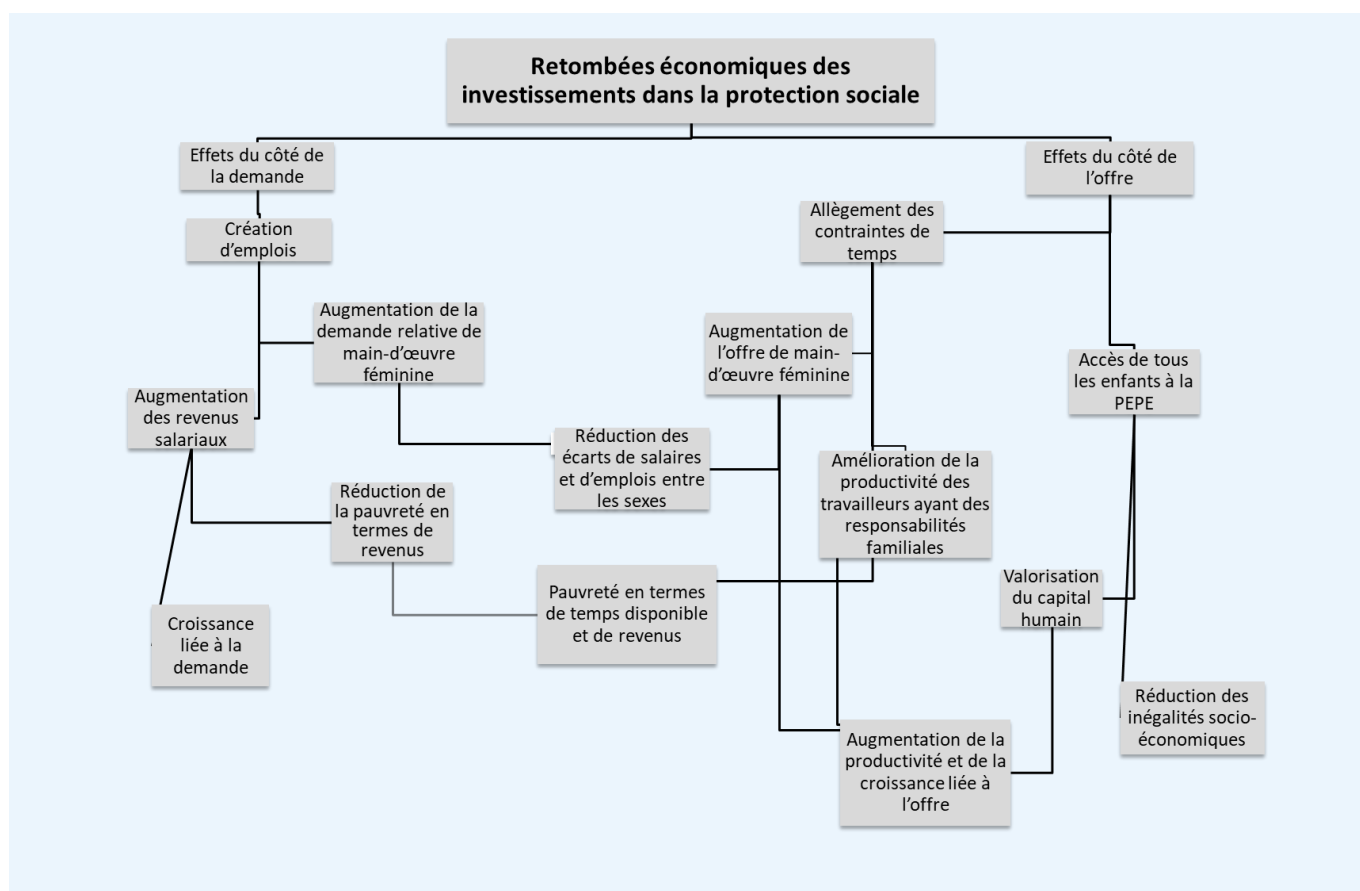 Retombées économiques des
investissements dans la protection sociale
Effets du côté de
la demande
Effets du côté de
l’offre
Création
d’emplois
Allègement des
contraintes de
temps
Augmentation de la
demande relative de
main-d’œuvre
féminine
Augmentation de
l’offre de main-
d’œuvre féminine
Accès de tous
les enfants à la
PEPE
Augmentation
des revenus
salariaux
Réduction des
écarts de salaires
et d’emplois entre
les sexes
Amélioration de la
productivité des
travailleurs ayant des
responsabilités
familiales
Réduction de
la pauvreté en
termes de
revenus
Pauvreté en termes
de temps disponible
et de revenus
Valorisation
du capital
humain
Croissance
liée à la
demande
Réduction des
inégalités socio-
économiques
Augmentation de la
productivité et de la
croissance liée à
l’offre